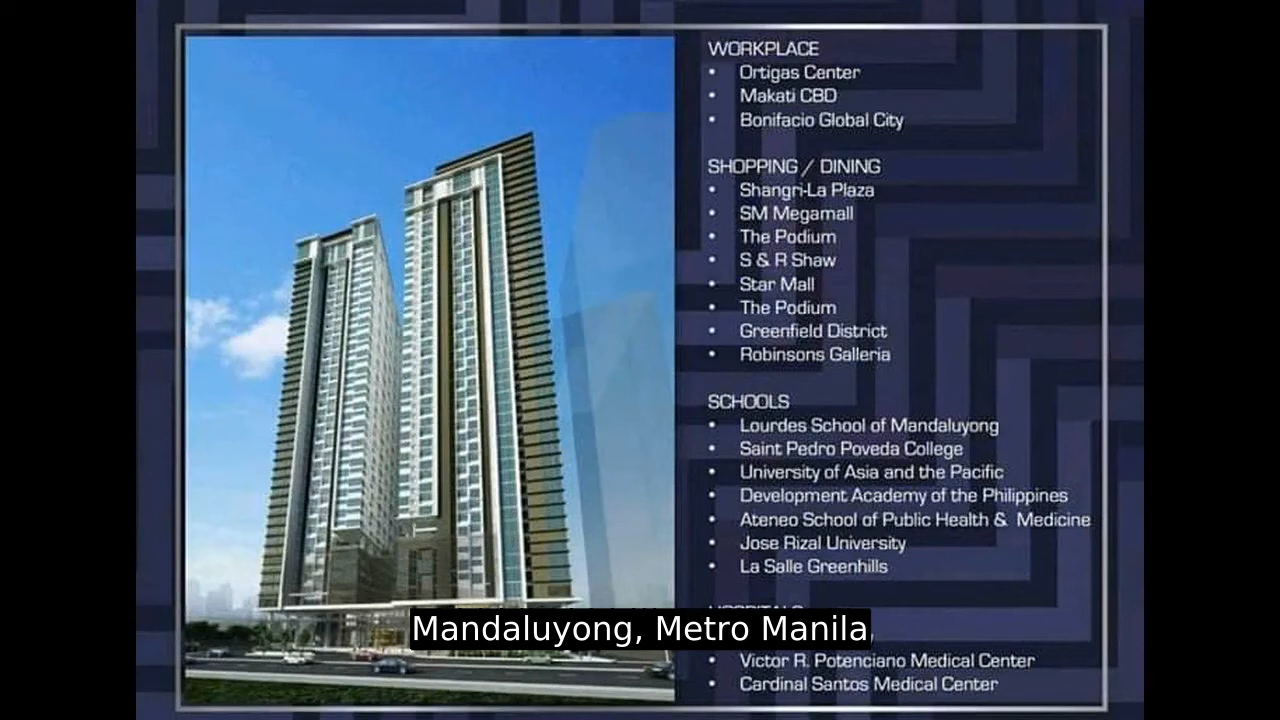 WORKPLACE
• Ortigas Center
• Makati CBD
• Bonifacio Global City
SHOPPING / DINING
• Shangri-La Plaza
• SM Megamall
• The Podium
• S & R Shaw
• Star Mall
• The Podium
• Greenfield District
• Robinsons Galleria
SCHOOLS
• Lourdes School of Mandaluyong
• Saint Pedro Poveda College
• University of Asia and the Pacific
• Development Academy of the Philippines
• Ateneo School of Public Health & Medicine
• Jose Rizal University
• La Salle Greenhills
Mandaluyong, Metro Manila
• Victor R. Potenciano Medical Center
• Cardinal Santos Medical Center